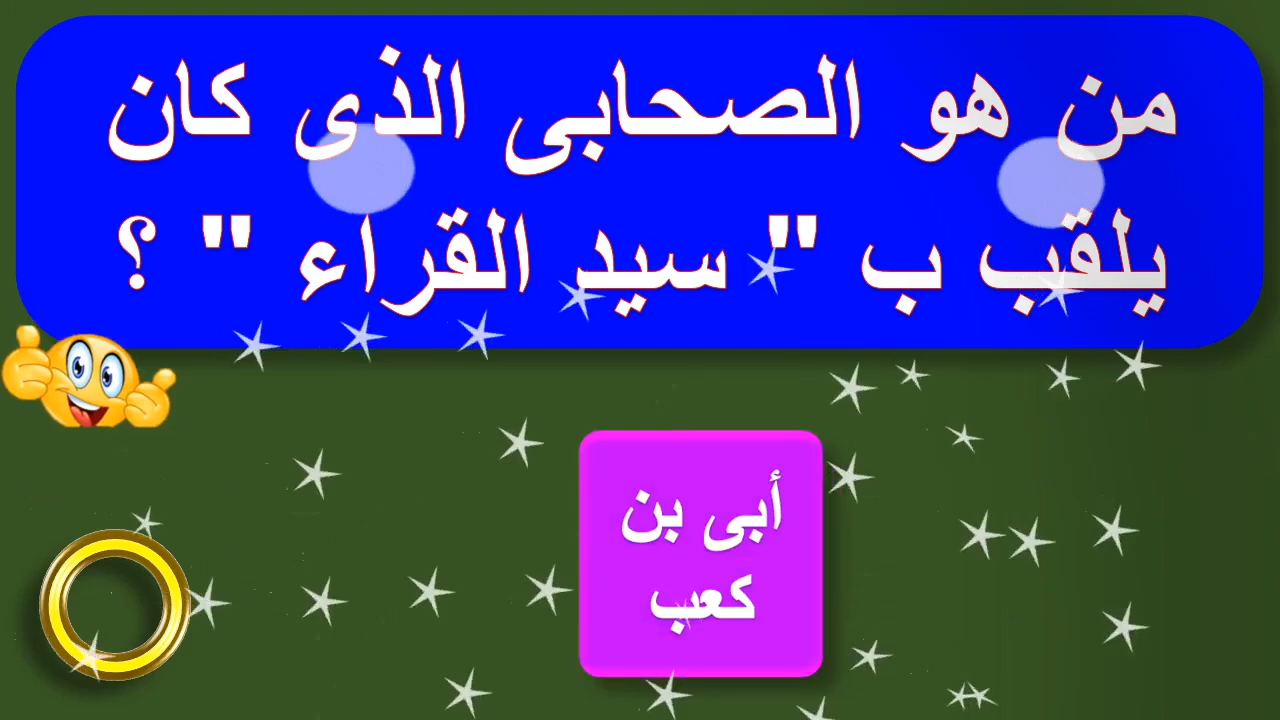 من هو الصحابى الذى كان
يلقب ب " سيد القراء " ؟
أبى بن
كعب